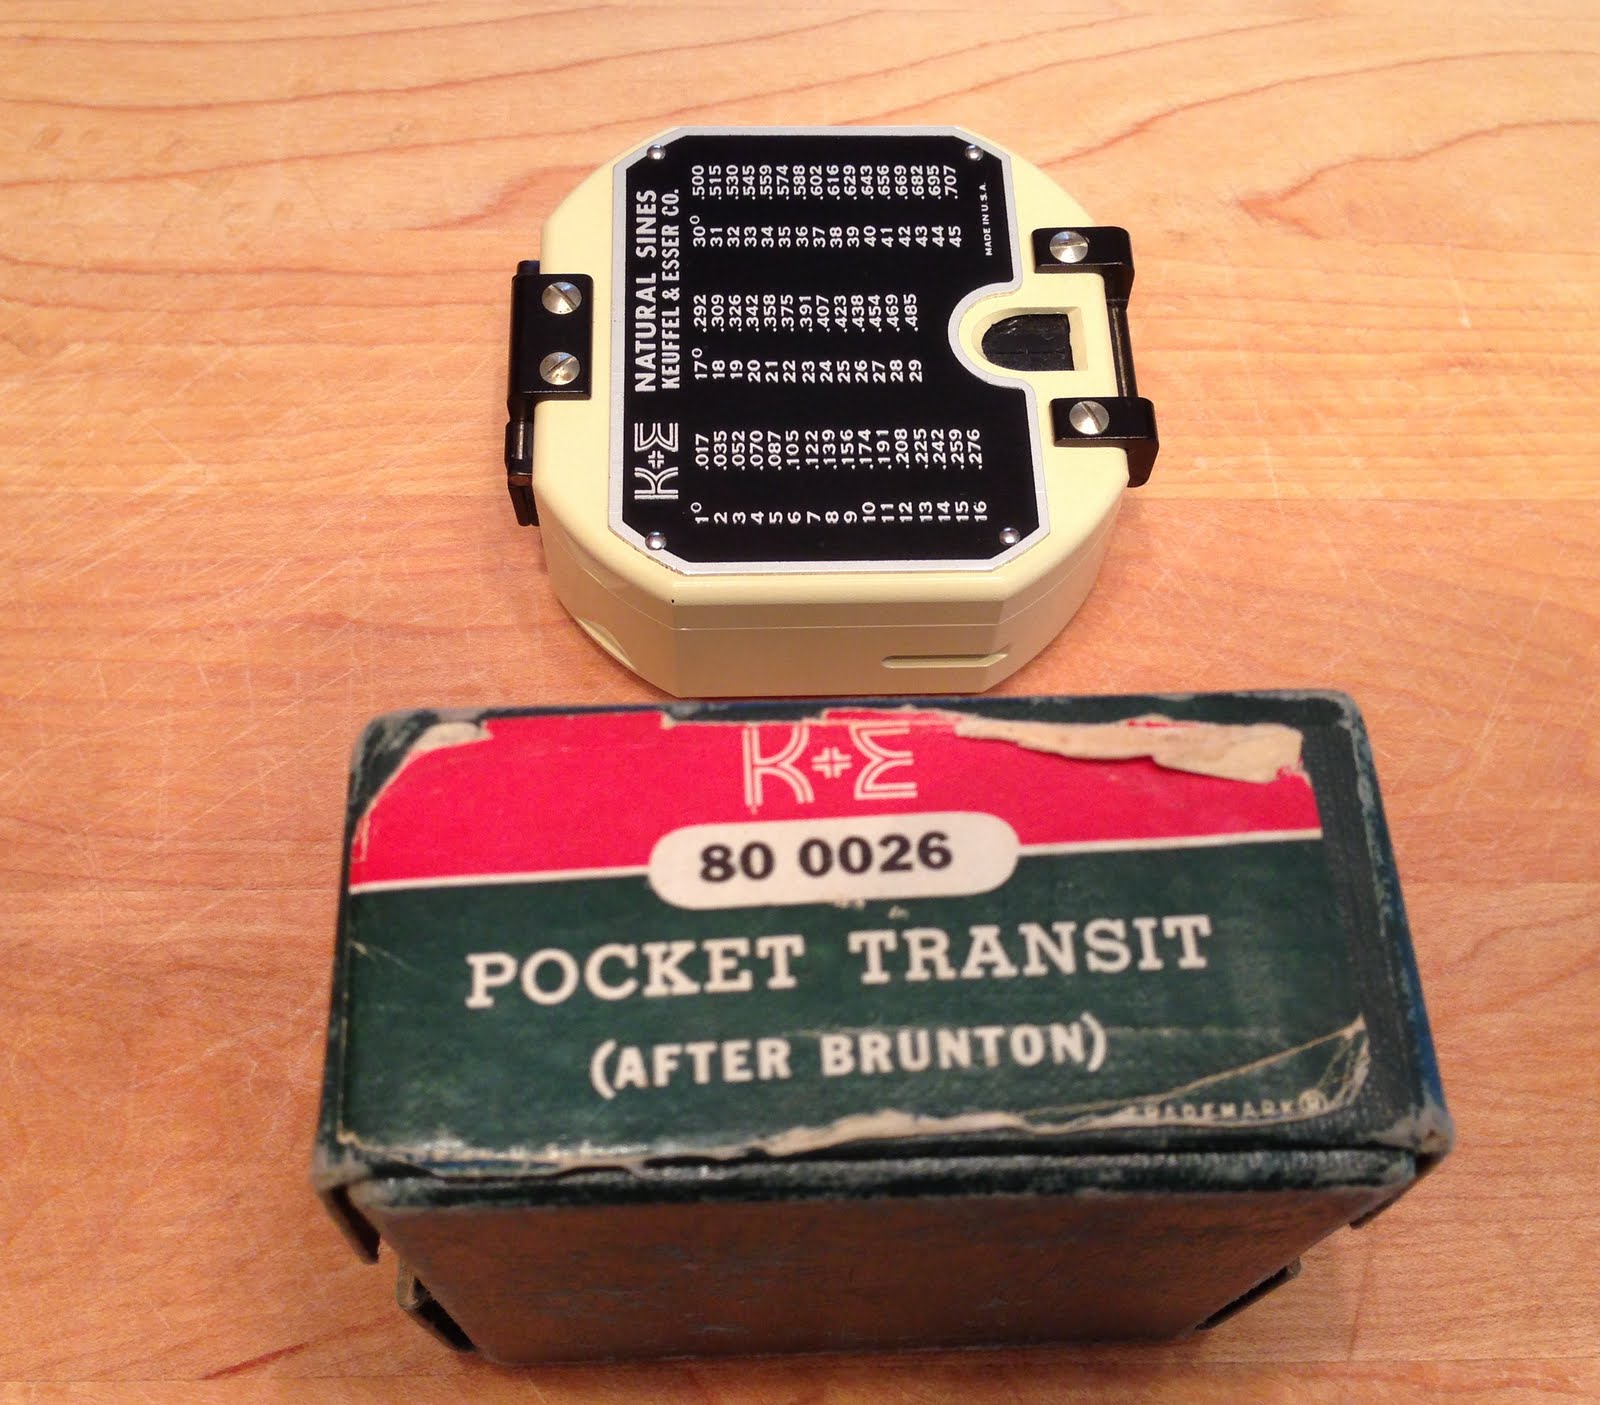 K+E NATURAL SINES
KEUFFEL & ESSER CO.
1° .017 17° .292 30° .500
2 .035 18 .309 31 .515
3 .052 19 .326 32 .530
4 .070 20 .342 33 .545
5 .087 21 .358 34 .559
6 .105 22 .375 35 .574
7 .122 23 .391 36 .588
8 .139 24 .407 37 .602
9 .156 25 .423 38 .616
10 .174 26 .438 39 .629
11 .191 27 .454 40 .643
12 .208 28 .469 41 .656
13 .225 29 .485 42 .669
14 .242 43 .682
15 .259 44 .695
16 .276 45 .707
MADE IN U.S.A.
K+E
80 0026
POCKET TRANSIT
(AFTER BRUNTON)
TRADEMARK ®